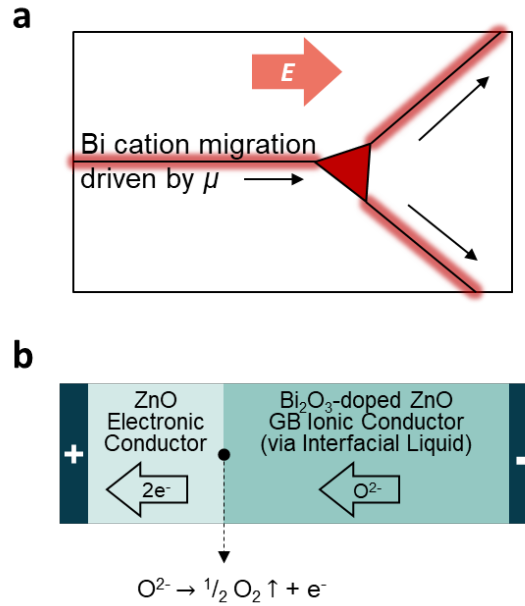 a
E
Bi cation migration
driven by μ
b
ZnO
Electronic
Conductor
Bi₂O₃-doped ZnO
GB Ionic Conductor
(via Interfacial Liquid)
+
-
2e⁻
O²⁻
O²⁻ → ¹/₂ O₂ ↑ + e⁻